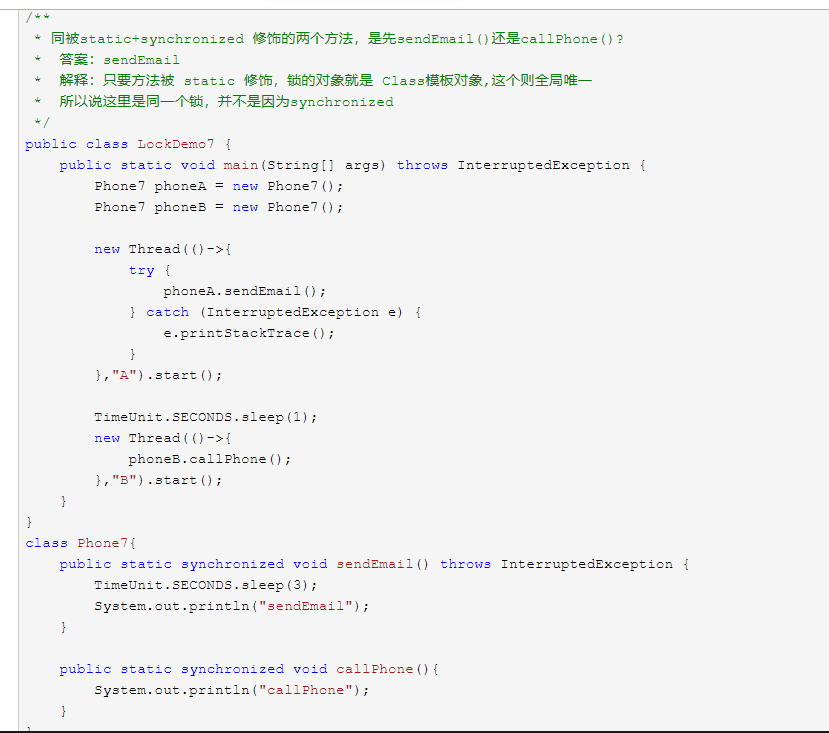 /**
 * 同被static+synchronized 修饰的两个方法，是先sendEmail()还是callPhone()?
 *  答案：sendEmail
 *  解释：只要方法被 static 修饰，锁的对象就是 Class模板对象,这个则全局唯一
 *  所以说这里是同一个锁，并不是因为synchronized
 */
public class LockDemo7 {
    public static void main(String[] args) throws InterruptedException {
        Phone7 phoneA = new Phone7();
        Phone7 phoneB = new Phone7();

        new Thread(()->{
            try {
                phoneA.sendEmail();
            } catch (InterruptedException e) {
                e.printStackTrace();
            }
        },"A").start();

        TimeUnit.SECONDS.sleep(1);
        new Thread(()->{
            phoneB.callPhone();
        },"B").start();
    }
}
class Phone7{
    public static synchronized void sendEmail() throws InterruptedException {
        TimeUnit.SECONDS.sleep(3);
        System.out.println("sendEmail");
    }

    public static synchronized void callPhone(){
        System.out.println("callPhone");
    }